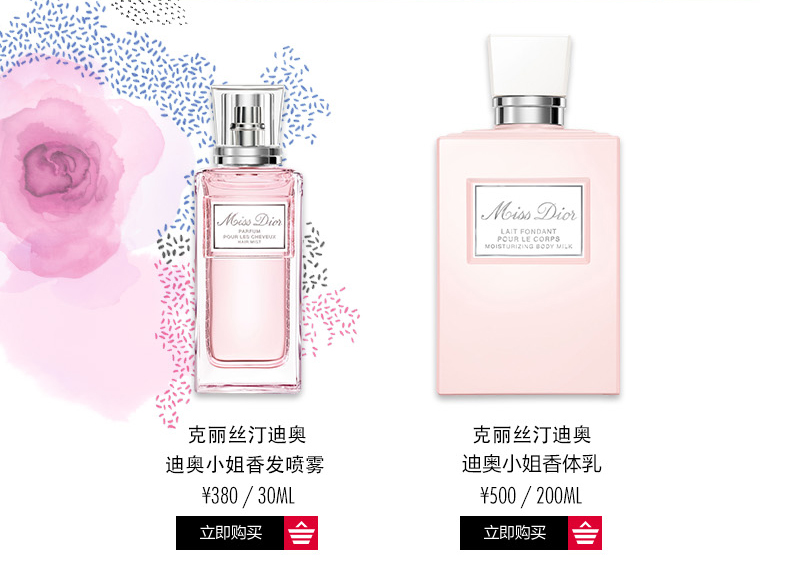 Miss Dior
PARFUM
POUR LES CHEVEUX
HAIR MIST
Miss Dior
LAIT FONDANT
POUR LE CORPS
MOISTURIZING BODY MILK
克丽丝汀迪奥
迪奥小姐香发喷雾
¥380 / 30ML
立即购买
克丽丝汀迪奥
迪奥小姐香体乳
¥500 / 200ML
立即购买